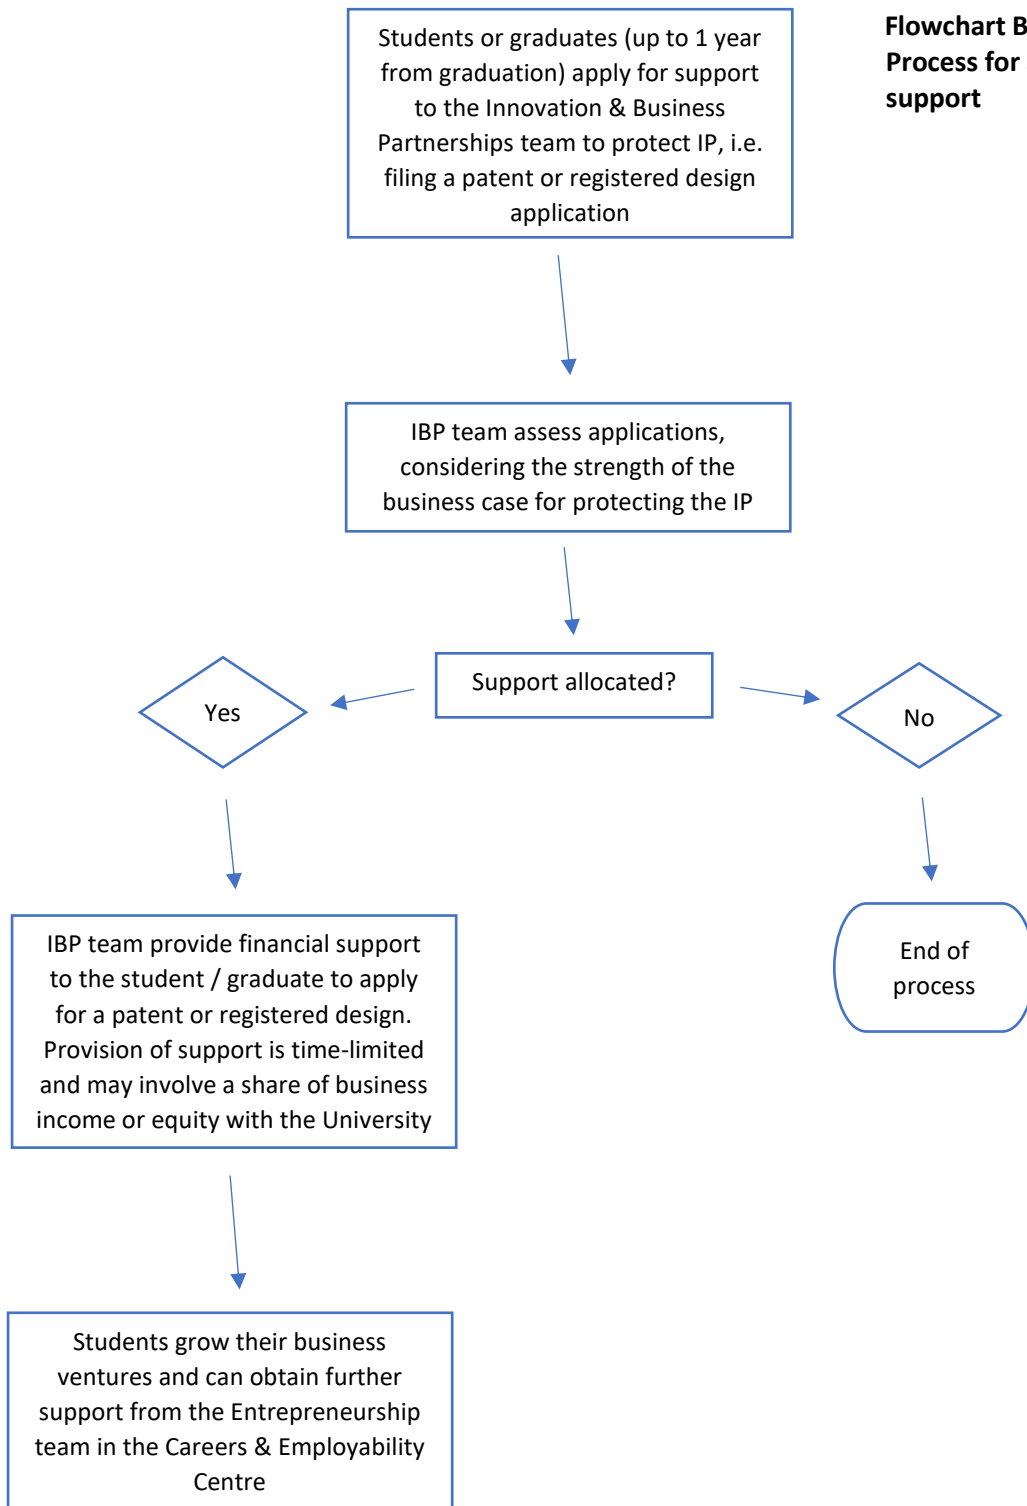 Flowchart B
Process for
support
Students or graduates (up to 1 year
from graduation) apply for support
to the Innovation & Business
Partnerships team to protect IP, i.e.
filing a patent or registered design
application
IBP team assess applications,
considering the strength of the
business case for protecting the IP
Support allocated?
Yes
No
IBP team provide financial support
to the student / graduate to apply
for a patent or registered design.
Provision of support is time-limited
and may involve a share of business
income or equity with the University
End of
process
Students grow their business
ventures and can obtain further
support from the Entrepreneurship
team in the Careers & Employability
Centre